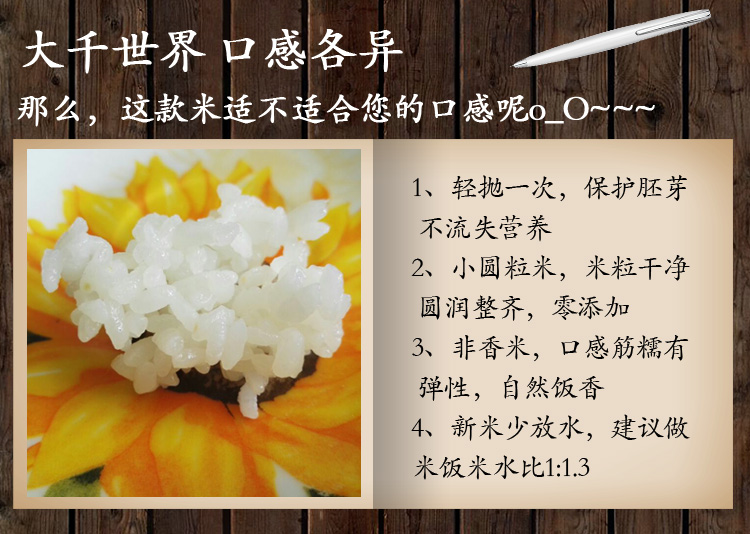 大千世界 口感各异
那么，这款米适不适合您的口感呢o_O~~~
1、轻抛一次，保护胚芽
不流失营养
2、小圆粒米，米粒干净
圆润整齐，零添加
3、非香米，口感筋糯有
弹性，自然饭香
4、新米少放水，建议做
米饭米水比1:1.3